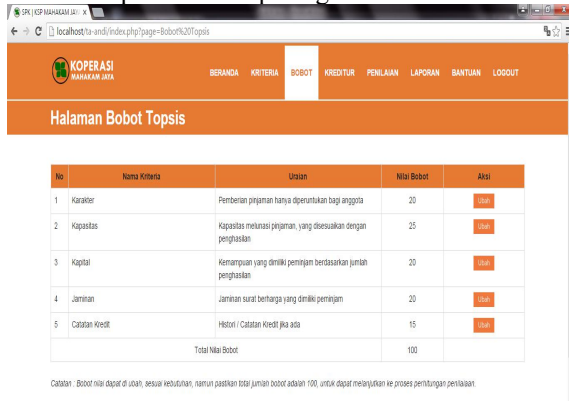 SPK | KSP MAHAKAM JAYA
localhost/ta-andi/index.php?page=Bobot%20Topsis
KOPERASI
MAHAKAM JAYA
BERANDA KRITERIA BOBOT KREDITUR PENILAIAN LAPORAN BANTUAN LOGOUT
Halaman Bobot Topsis
No Nama Kriteria Uraian Nilai Bobot Aksi
1 Karakter Pemberian pinjaman hanya diperuntukan bagi anggota 20 Ubah
2 Kapasitas Kapasitas melunasi pinjaman, yang disesuaikan dengan 25 Ubah
penghasilan
3 Kapital Kemampuan yang dimiliki peminjam berdasarkan jumlah 20 Ubah
penghasilan
4 Jaminan Jaminan surat berharga yang dimiliki peminjam 20 Ubah
5 Catatan Kredit Histori / Catatan Kredit jika ada 15 Ubah
Total Nilai Bobot 100
Catatan : Bobot nilai dapat di ubah, sesuai kebutuhan, namun pastikan total jumlah bobot adalah 100, untuk dapat melanjutkan ke proses perhitungan penilaian.